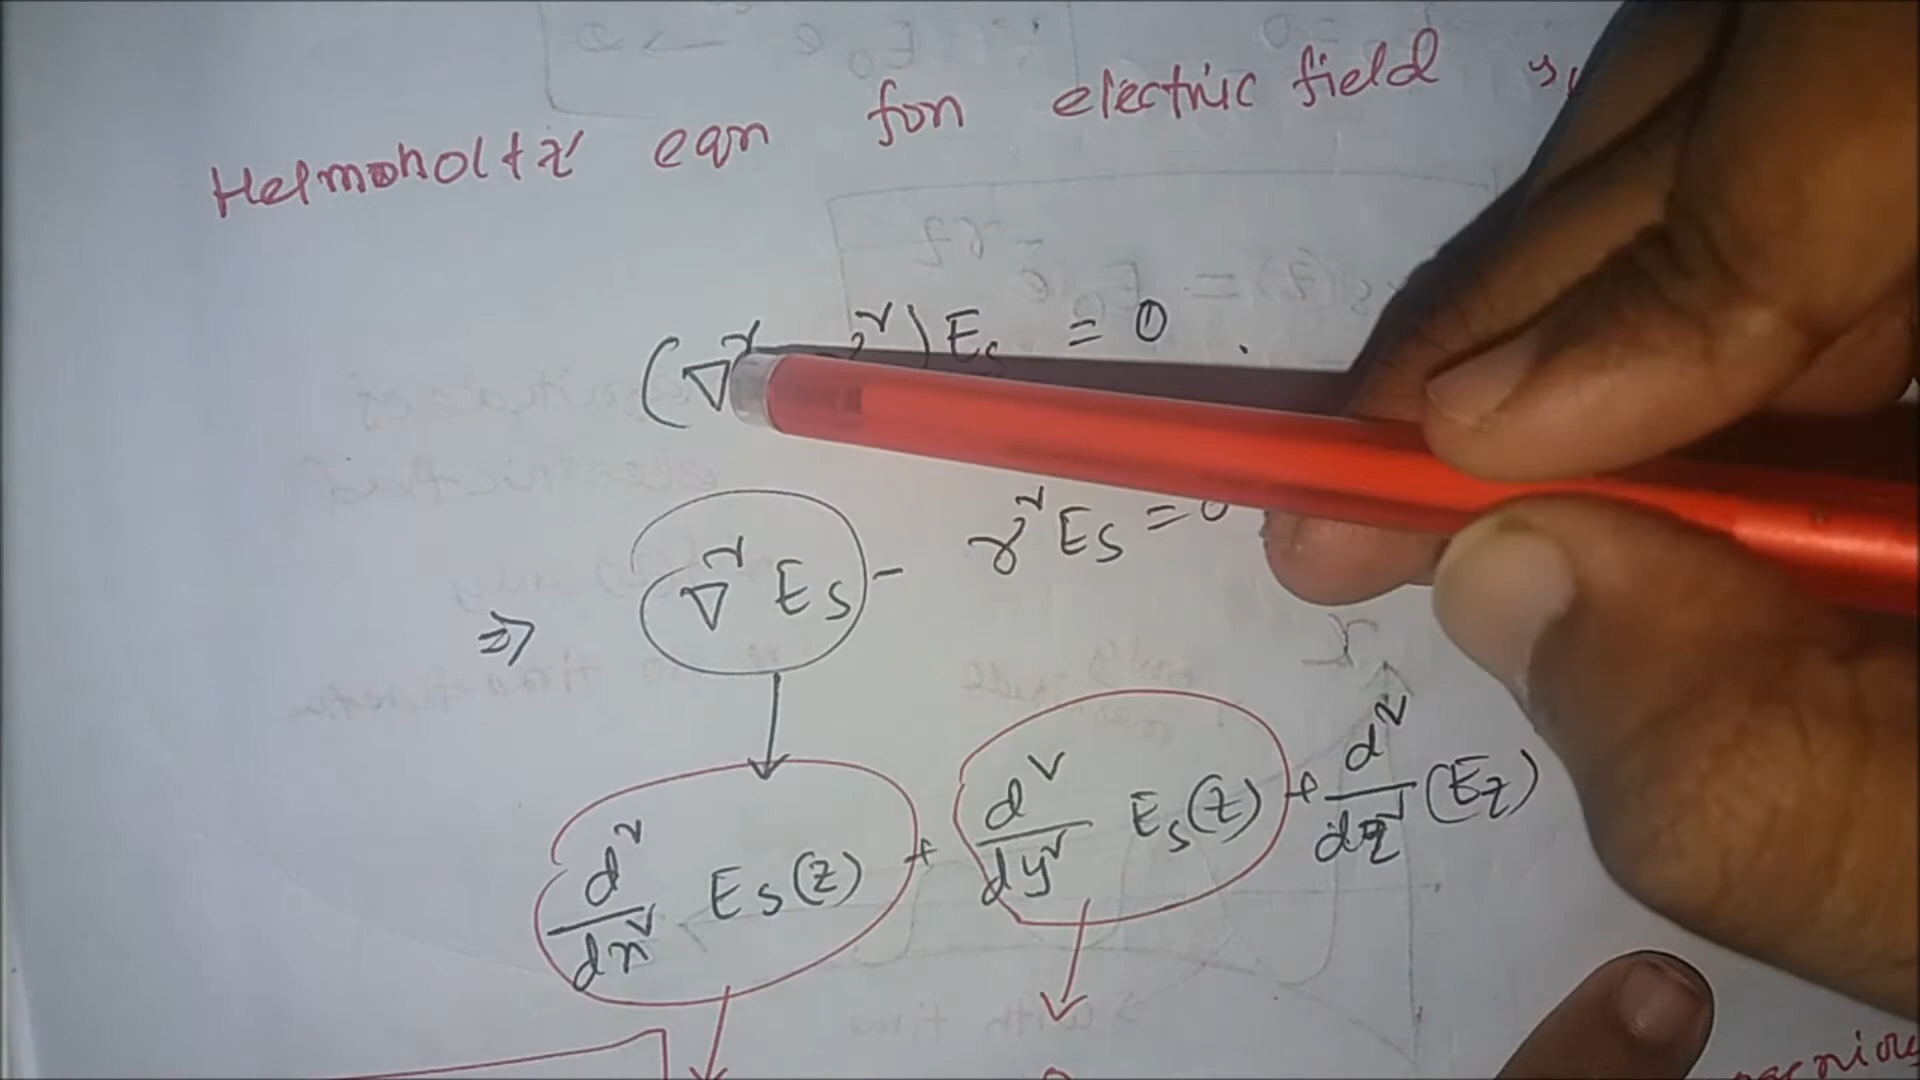 Helmoholtz eqn for electric field
(∇² γ²) Es = 0 .
⇒ ∇² Es - γ² Es = 0
d²/dx² Es(z) + d²/dy² Es(z) + d²/dz² (Ez)